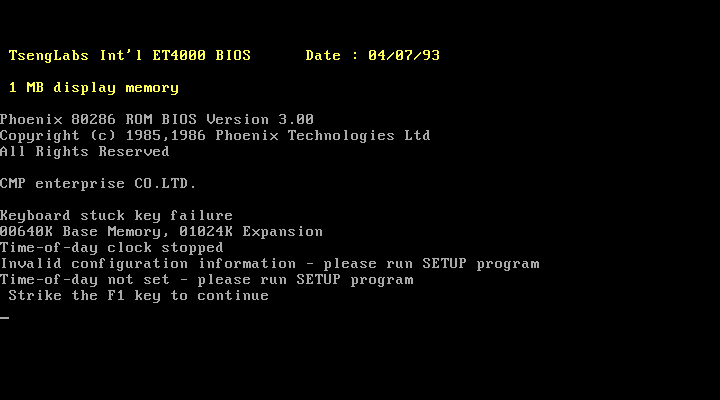 TsengLabs Int'l ET4000 BIOS      Date : 04/07/93
1 MB display memory
Phoenix 80286 ROM BIOS Version 3.00
Copyright (c) 1985,1986 Phoenix Technologies Ltd
All Rights Reserved
CMP enterprise CO.LTD.
Keyboard stuck key failure
00640K Base Memory, 01024K Expansion
Time-of-day clock stopped
Invalid configuration information - please run SETUP program
Time-of-day not set - please run SETUP program
Strike the F1 key to continue
_